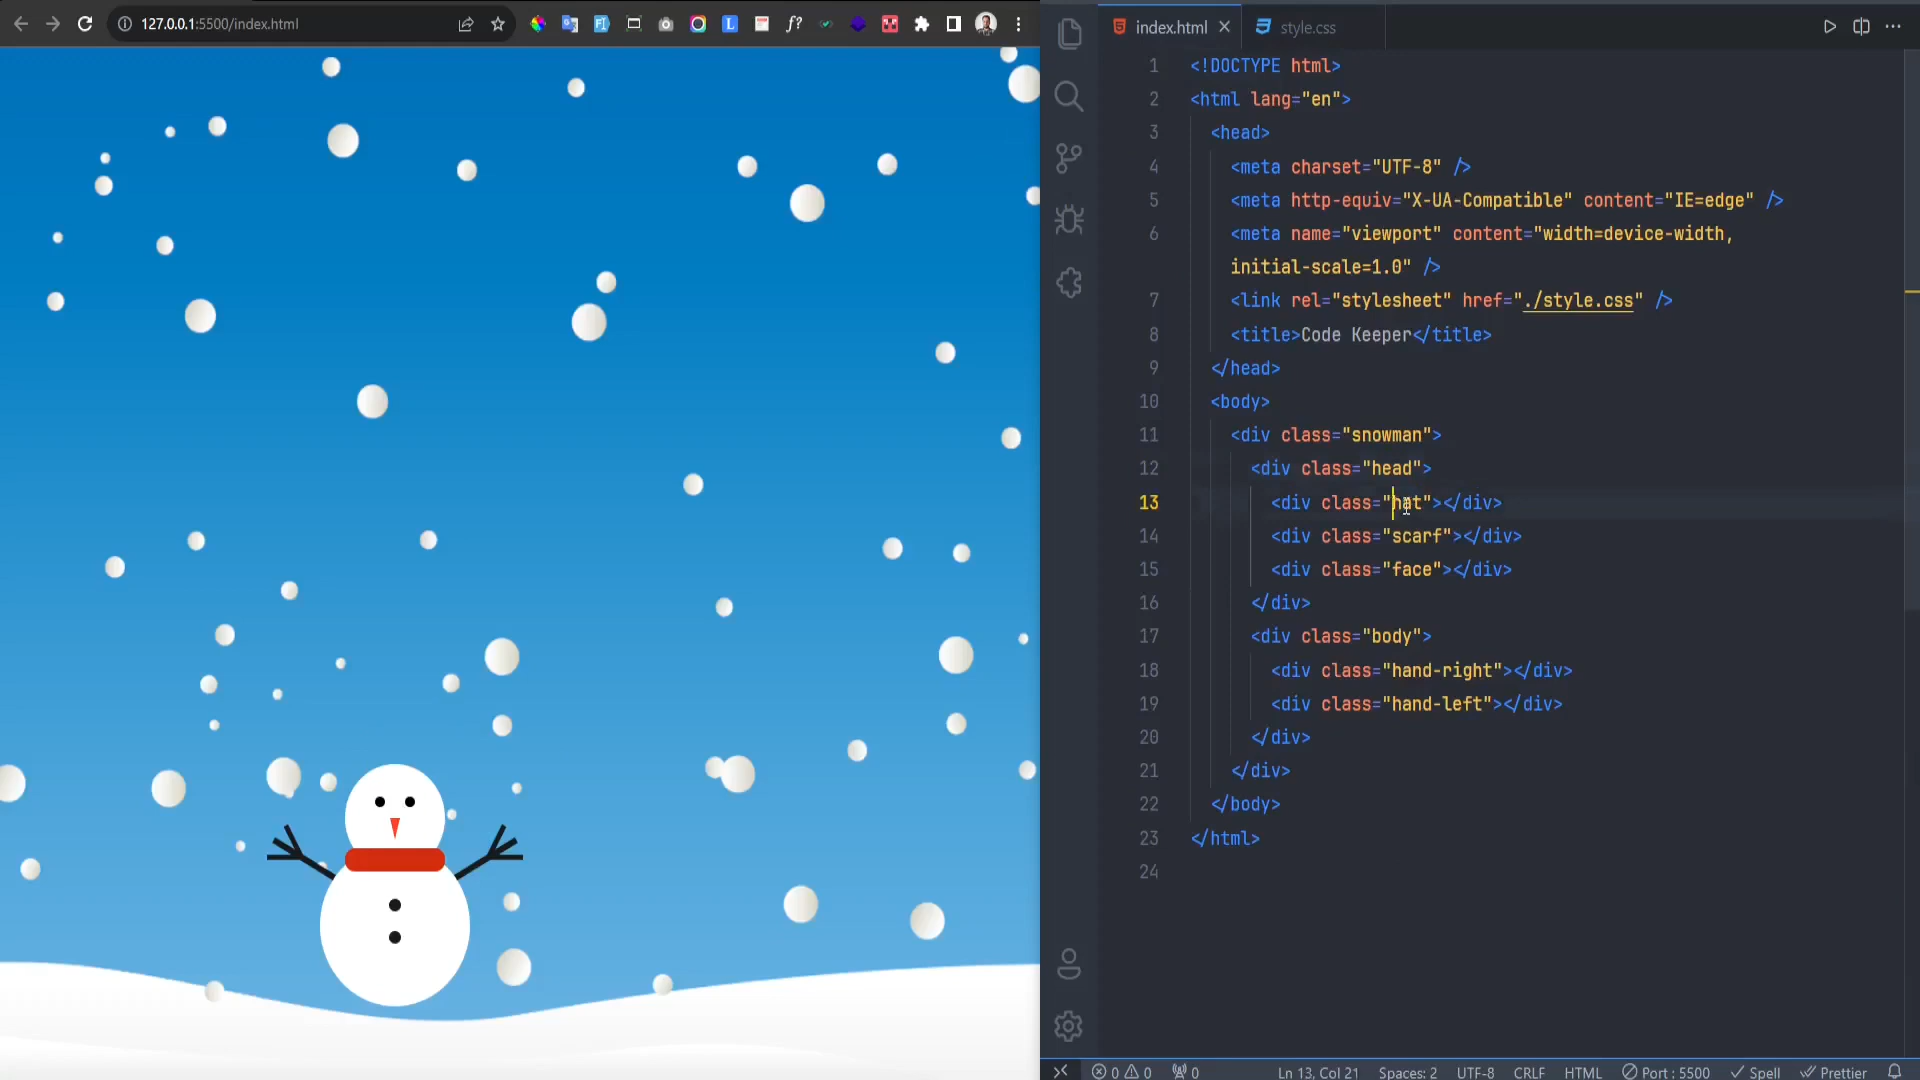 127.0.0.1:5500/index.html
index.html
style.css
1 <!DOCTYPE html>
2 <html lang="en">
3 <head>
4 <meta charset="UTF-8" />
5 <meta http-equiv="X-UA-Compatible" content="IE=edge" />
6 <meta name="viewport" content="width=device-width,
initial-scale=1.0" />
7 <link rel="stylesheet" href="./style.css" />
8 <title>Code Keeper</title>
9 </head>
10 <body>
11 <div class="snowman">
12 <div class="head">
13 <div class="hat"></div>
14 <div class="scarf"></div>
15 <div class="face"></div>
16 </div>
17 <div class="body">
18 <div class="hand-right"></div>
19 <div class="hand-left"></div>
20 </div>
21 </div>
22 </body>
23 </html>
24
0 0 0 Ln 13, Col 21 Spaces: 2 UTF-8 CRLF HTML Port : 5500 Spell Prettier